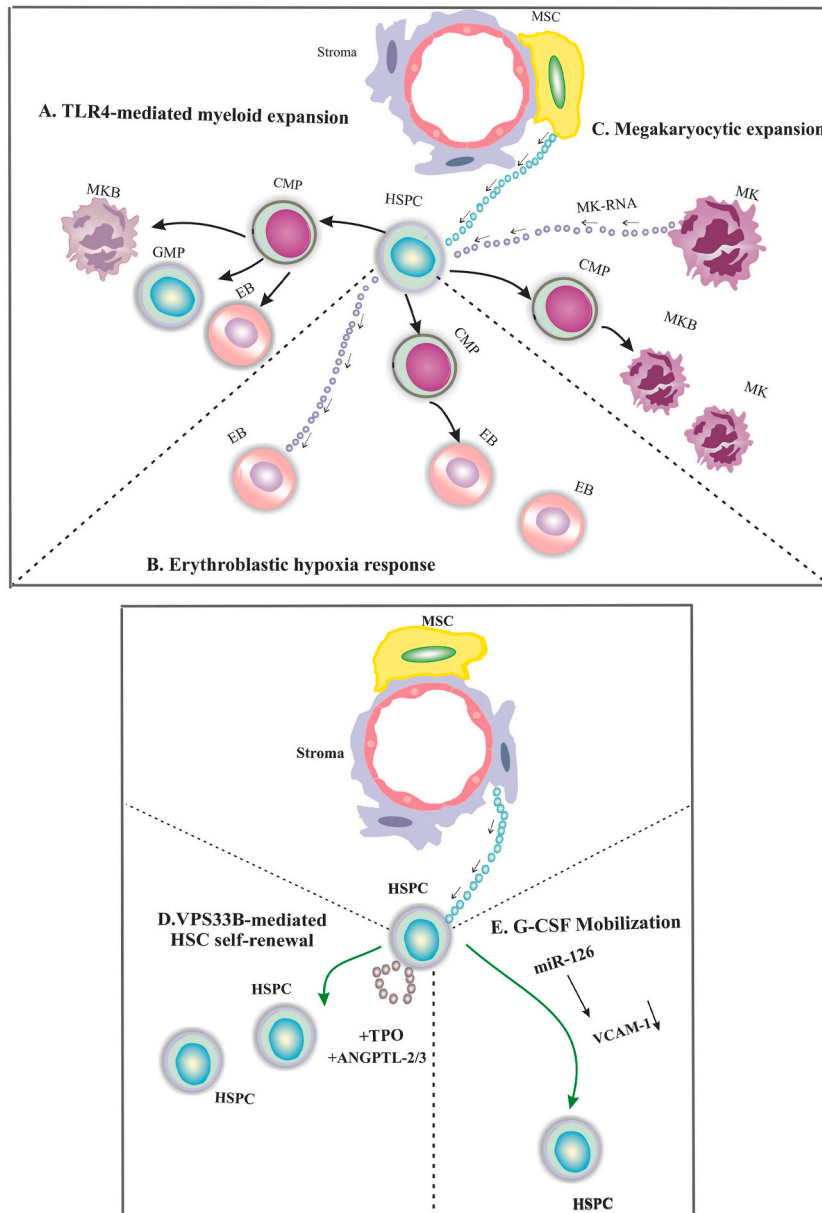 MSC
Stroma
A. TLR4-mediated myeloid expansion
C. Megakaryocytic expansion
MKB
CMP
HSPC
MK-RNA
MK
GMP
EB
CMP
CMP
MKB
MK
EB
EB
EB
B. Erythroblastic hypoxia response
MSC
Stroma
HSPC
D.VPS33B-mediated
HSC self-renewal
E. G-CSF Mobilization
miR-126
HSPC
VCAM-1
+TPO
+ANGPTL-2/3
HSPC
HSPC